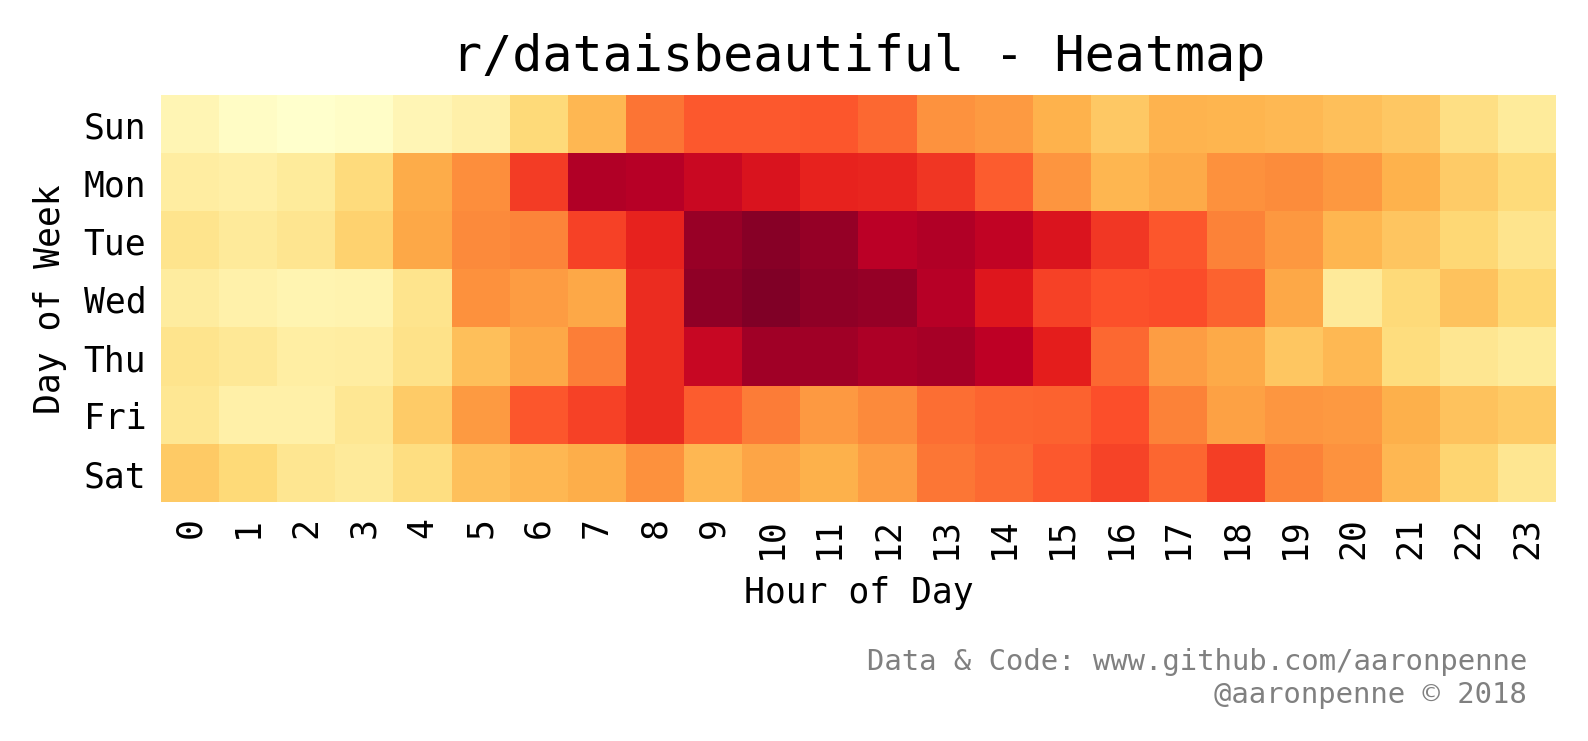 r/dataisbeautiful - Heatmap
Day of Week
Sun
Mon
Tue
Wed
Thu
Fri
Sat
0 1 2 3 4 5 6 7 8 9 10 11 12 13 14 15 16 17 18 19 20 21 22 23
Hour of Day
Data & Code: www.github.com/aaronpenne
@aaronpenne © 2018